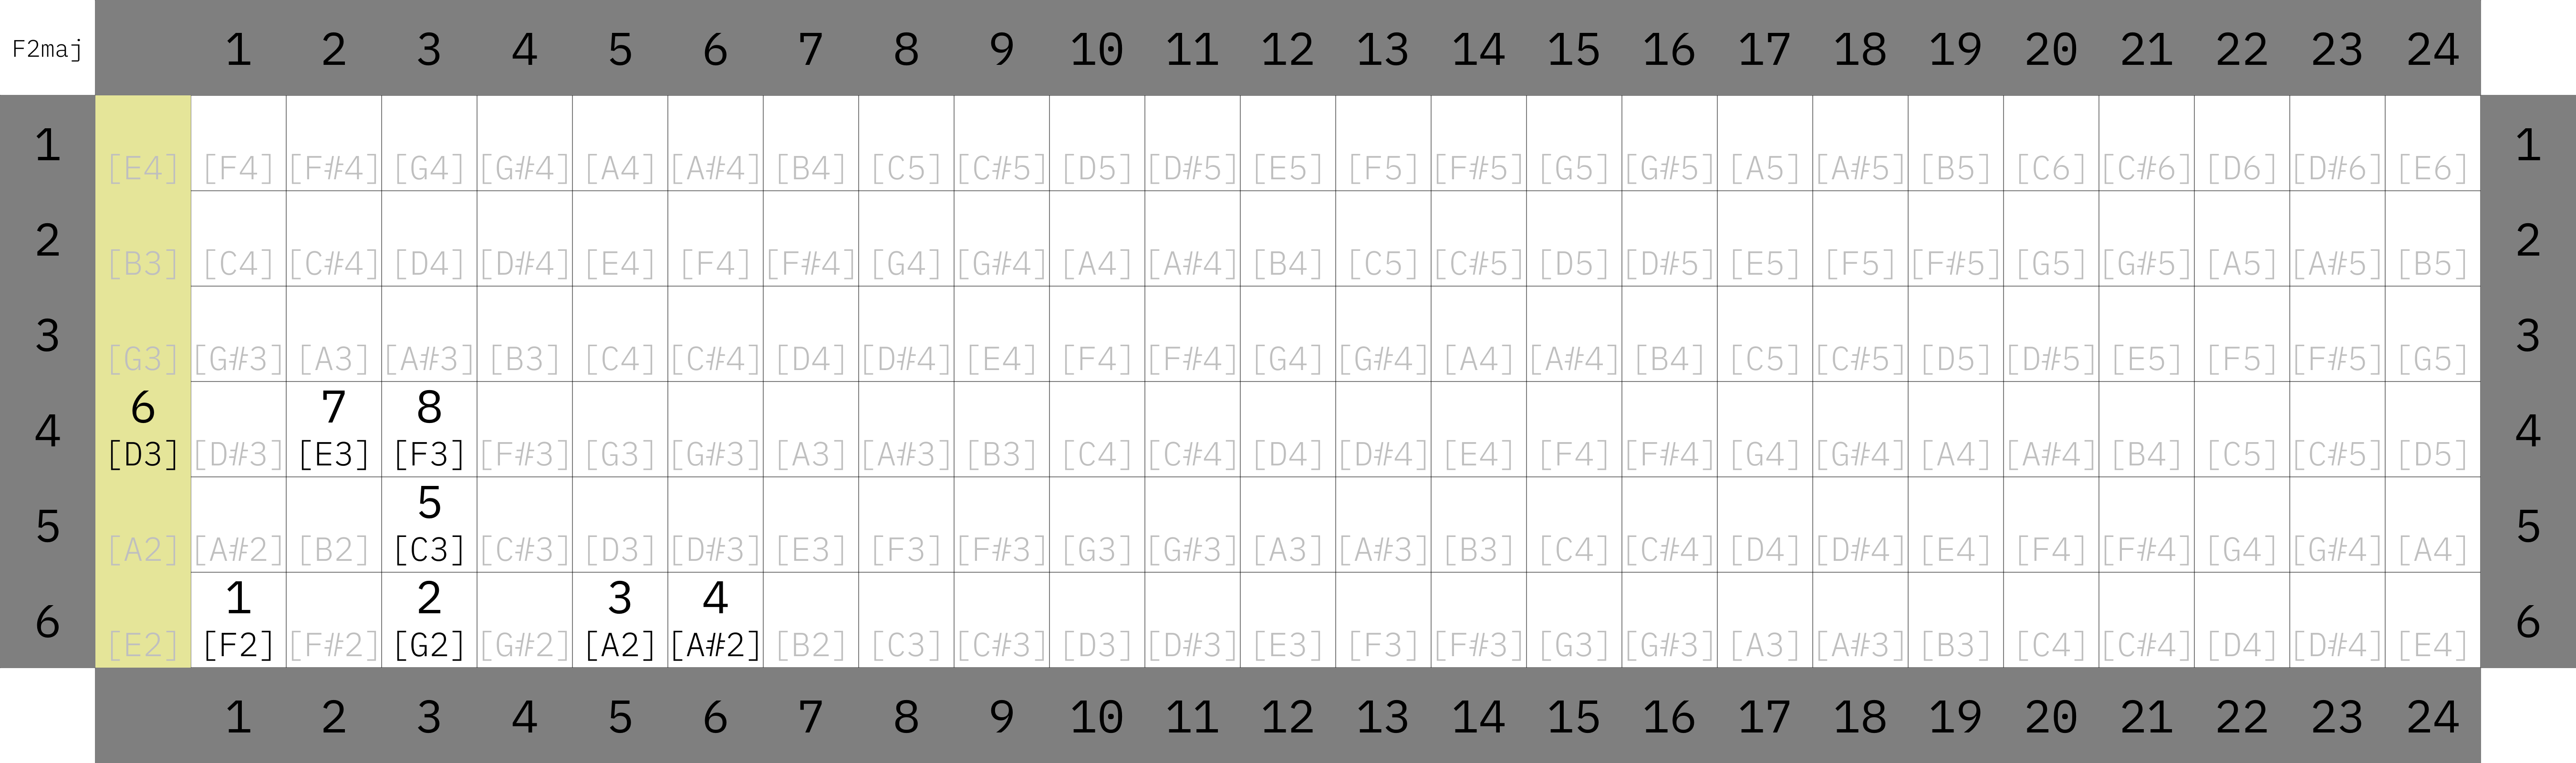 F2maj 1 2 3 4 5 6 7 8 9 10 11 12 13 14 15 16 17 18 19 20 21 22 23 24
1 [E4] [F4] [F#4] [G4] [G#4] [A4] [A#4] [B4] [C5] [C#5] [D5] [D#5] [E5] [F5] [F#5] [G5] [G#5] [A5] [A#5] [B5] [C6] [C#6] [D6] [D#6] [E6] 1
2 [B3] [C4] [C#4] [D4] [D#4] [E4] [F4] [F#4] [G4] [G#4] [A4] [A#4] [B4] [C5] [C#5] [D5] [D#5] [E5] [F5] [F#5] [G5] [G#5] [A5] [A#5] [B5] 2
3 [G3] [G#3] [A3] [A#3] [B3] [C4] [C#4] [D4] [D#4] [E4] [F4] [F#4] [G4] [G#4] [A4] [A#4] [B4] [C5] [C#5] [D5] [D#5] [E5] [F5] [F#5] [G5] 3
6 7 8
4 [D3] [D#3] [E3] [F3] [F#3] [G3] [G#3] [A3] [A#3] [B3] [C4] [C#4] [D4] [D#4] [E4] [F4] [F#4] [G4] [G#4] [A4] [A#4] [B4] [C5] [C#5] [D5] 4
5
5 [A2] [A#2] [B2] [C3] [C#3] [D3] [D#3] [E3] [F3] [F#3] [G3] [G#3] [A3] [A#3] [B3] [C4] [C#4] [D4] [D#4] [E4] [F4] [F#4] [G4] [G#4] [A4] 5
1 2 3 4
6 [E2] [F2] [F#2] [G2] [G#2] [A2] [A#2] [B2] [C3] [C#3] [D3] [D#3] [E3] [F3] [F#3] [G3] [G#3] [A3] [A#3] [B3] [C4] [C#4] [D4] [D#4] [E4] 6
1 2 3 4 5 6 7 8 9 10 11 12 13 14 15 16 17 18 19 20 21 22 23 24